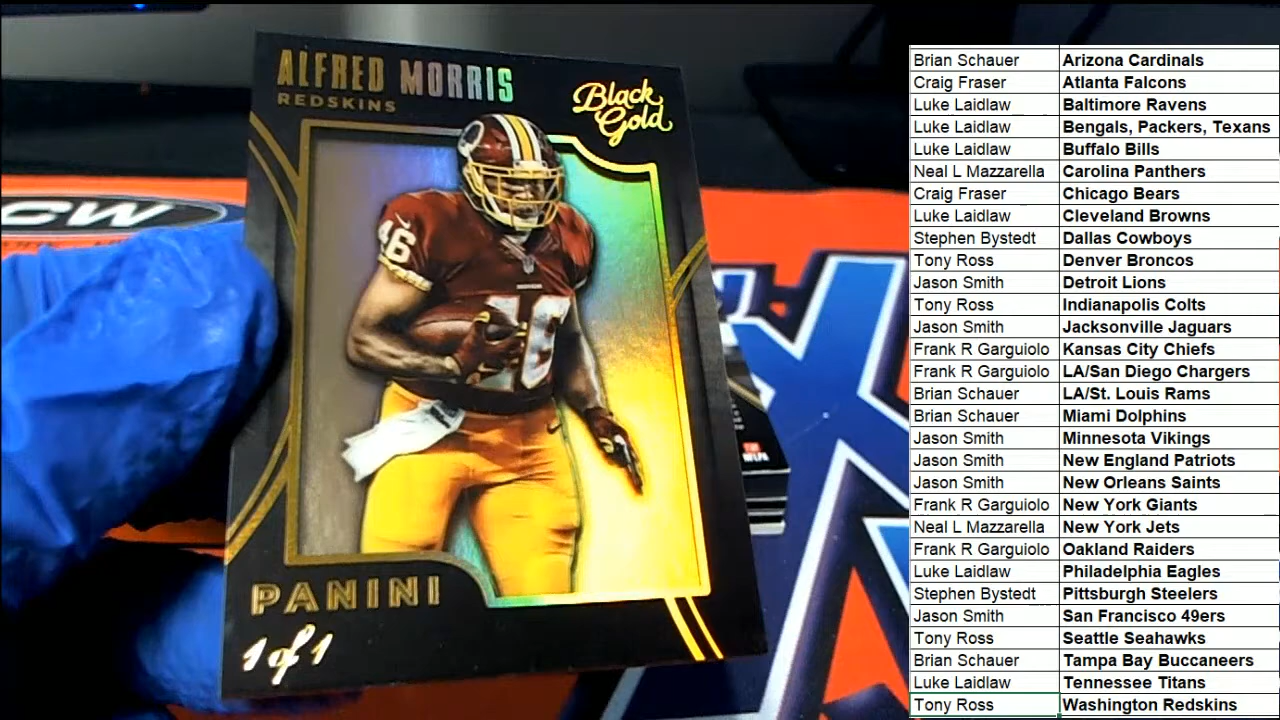 ALFRED MORRIS
REDSKINS
Black
Gold
46
46
PANINI
1 of 1
CW
Brian Schauer Arizona Cardinals
Craig Fraser Atlanta Falcons
Luke Laidlaw Baltimore Ravens
Luke Laidlaw Bengals, Packers, Texans
Luke Laidlaw Buffalo Bills
Neal L Mazzarella Carolina Panthers
Craig Fraser Chicago Bears
Luke Laidlaw Cleveland Browns
Stephen Bystedt Dallas Cowboys
Tony Ross Denver Broncos
Jason Smith Detroit Lions
Tony Ross Indianapolis Colts
Jason Smith Jacksonville Jaguars
Frank R Garguiolo Kansas City Chiefs
Frank R Garguiolo LA/San Diego Chargers
Brian Schauer LA/St. Louis Rams
Brian Schauer Miami Dolphins
Jason Smith Minnesota Vikings
Jason Smith New England Patriots
Jason Smith New Orleans Saints
Frank R Garguiolo New York Giants
Neal L Mazzarella New York Jets
Frank R Garguiolo Oakland Raiders
Luke Laidlaw Philadelphia Eagles
Stephen Bystedt Pittsburgh Steelers
Jason Smith San Francisco 49ers
Tony Ross Seattle Seahawks
Brian Schauer Tampa Bay Buccaneers
Luke Laidlaw Tennessee Titans
Tony Ross Washington Redskins